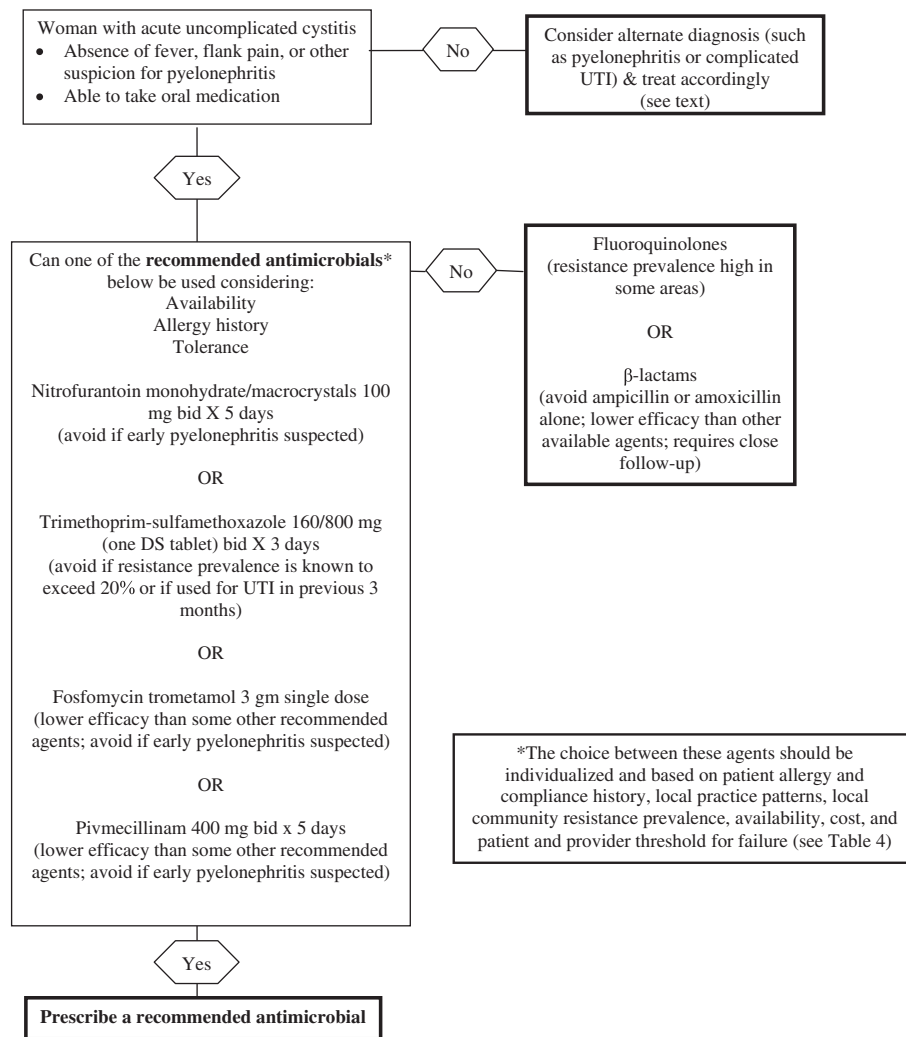 Woman with acute uncomplicated cystitis
• Absence of fever, flank pain, or other
suspicion for pyelonephritis
• Able to take oral medication
No
Consider alternate diagnosis (such
as pyelonephritis or complicated
UTI) & treat accordingly
(see text)
Yes
Can one of the recommended antimicrobials*
below be used considering:
Availability
Allergy history
Tolerance
Nitrofurantoin monohydrate/macrocrystals 100
mg bid X 5 days
(avoid if early pyelonephritis suspected)
OR
Trimethoprim-sulfamethoxazole 160/800 mg
(one DS tablet) bid X 3 days
(avoid if resistance prevalence is known to
exceed 20% or if used for UTI in previous 3
months)
OR
Fosfomycin trometamol 3 gm single dose
(lower efficacy than some other recommended
agents; avoid if early pyelonephritis suspected)
OR
Pivmecillinam 400 mg bid x 5 days
(lower efficacy than some other recommended
agents; avoid if early pyelonephritis suspected)
No
Fluoroquinolones
(resistance prevalence high in
some areas)
OR
β-lactams
(avoid ampicillin or amoxicillin
alone; lower efficacy than other
available agents; requires close
follow-up)
*The choice between these agents should be
individualized and based on patient allergy and
compliance history, local practice patterns, local
community resistance prevalence, availability, cost, and
patient and provider threshold for failure (see Table 4)
Yes
Prescribe a recommended antimicrobial